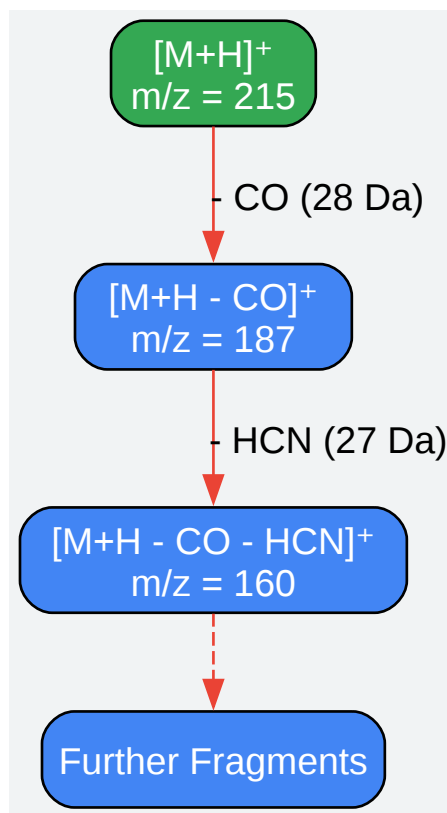 [M+H]⁺
m/z = 215
- CO (28 Da)
[M+H - CO]⁺
m/z = 187
- HCN (27 Da)
[M+H - CO - HCN]⁺
m/z = 160
Further Fragments